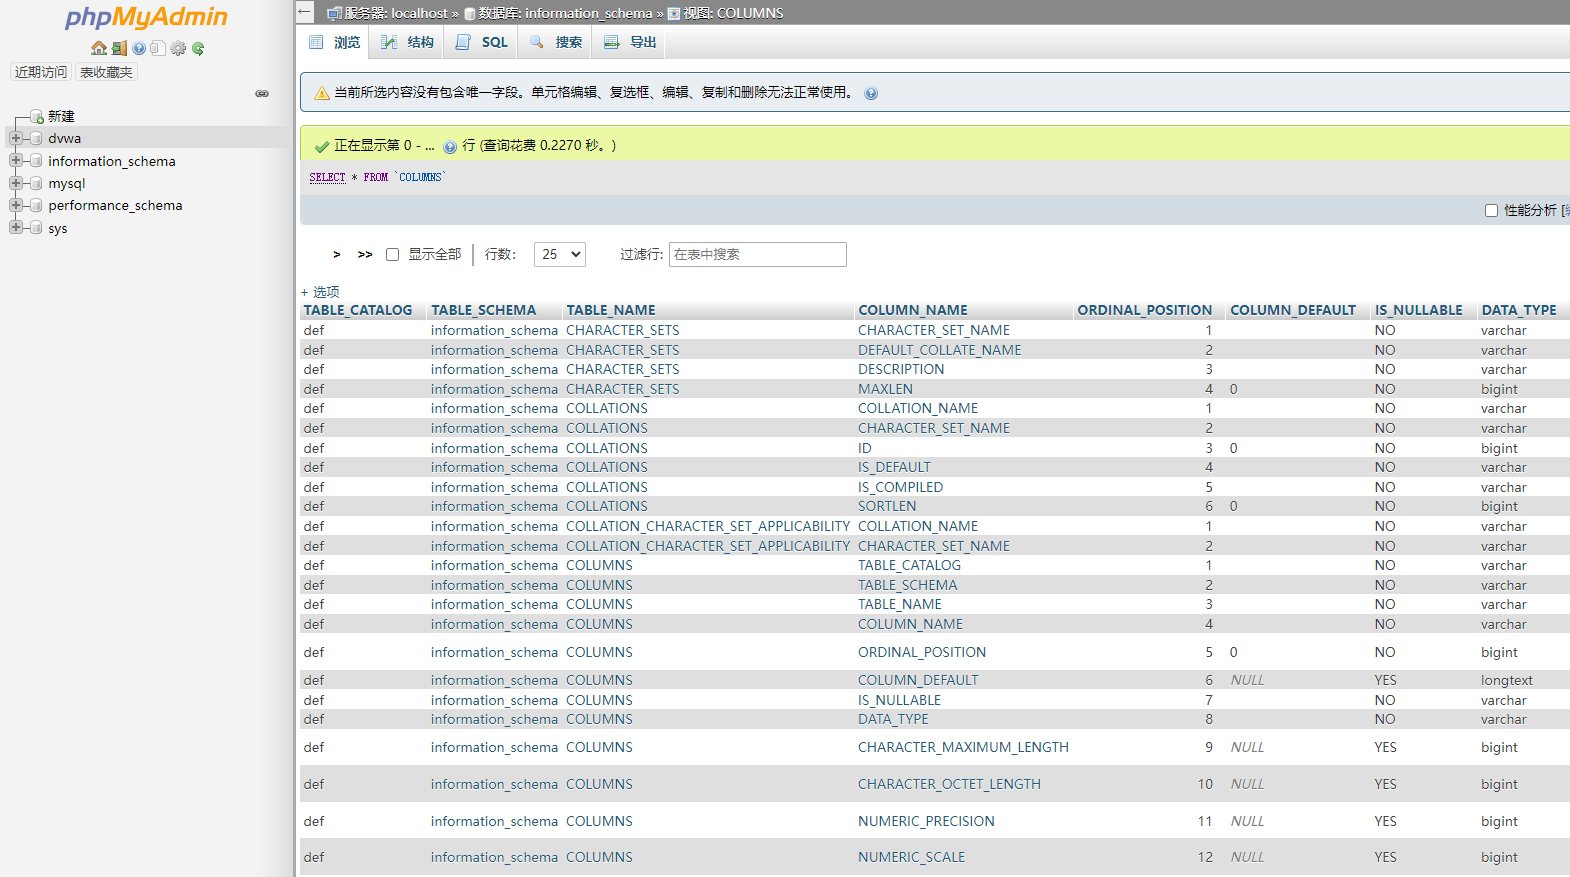 phpMyAdmin
近期访问 表收藏夹
新建
dvwa
information_schema
mysql
performance_schema
sys
服务器: localhost » 数据库: information_schema » 视图: COLUMNS
浏览 结构 SQL 搜索 导出
当前所选内容没有包含唯一字段。单元格编辑、复选框、编辑、复制和删除无法正常使用。
正在显示第 0 - ... 行 (查询花费 0.2270 秒。)
SELECT * FROM `COLUMNS`
性能分析 [
> >> 显示全部 | 行数: 25 过滤行: 在表中搜索
+ 选项
TABLE_CATALOG TABLE_SCHEMA TABLE_NAME COLUMN_NAME ORDINAL_POSITION COLUMN_DEFAULT IS_NULLABLE DATA_TYPE
def information_schema CHARACTER_SETS CHARACTER_SET_NAME 1 NO varchar
def information_schema CHARACTER_SETS DEFAULT_COLLATE_NAME 2 NO varchar
def information_schema CHARACTER_SETS DESCRIPTION 3 NO varchar
def information_schema CHARACTER_SETS MAXLEN 4 0 NO bigint
def information_schema COLLATIONS COLLATION_NAME 1 NO varchar
def information_schema COLLATIONS CHARACTER_SET_NAME 2 NO varchar
def information_schema COLLATIONS ID 3 0 NO bigint
def information_schema COLLATIONS IS_DEFAULT 4 NO varchar
def information_schema COLLATIONS IS_COMPILED 5 NO varchar
def information_schema COLLATIONS SORTLEN 6 0 NO bigint
def information_schema COLLATION_CHARACTER_SET_APPLICABILITY COLLATION_NAME 1 NO varchar
def information_schema COLLATION_CHARACTER_SET_APPLICABILITY CHARACTER_SET_NAME 2 NO varchar
def information_schema COLUMNS TABLE_CATALOG 1 NO varchar
def information_schema COLUMNS TABLE_SCHEMA 2 NO varchar
def information_schema COLUMNS TABLE_NAME 3 NO varchar
def information_schema COLUMNS COLUMN_NAME 4 NO varchar
def information_schema COLUMNS ORDINAL_POSITION 5 0 NO bigint
def information_schema COLUMNS COLUMN_DEFAULT 6 NULL YES longtext
def information_schema COLUMNS IS_NULLABLE 7 NO varchar
def information_schema COLUMNS DATA_TYPE 8 NO varchar
def information_schema COLUMNS CHARACTER_MAXIMUM_LENGTH 9 NULL YES bigint
def information_schema COLUMNS CHARACTER_OCTET_LENGTH 10 NULL YES bigint
def information_schema COLUMNS NUMERIC_PRECISION 11 NULL YES bigint
def information_schema COLUMNS NUMERIC_SCALE 12 NULL YES bigint